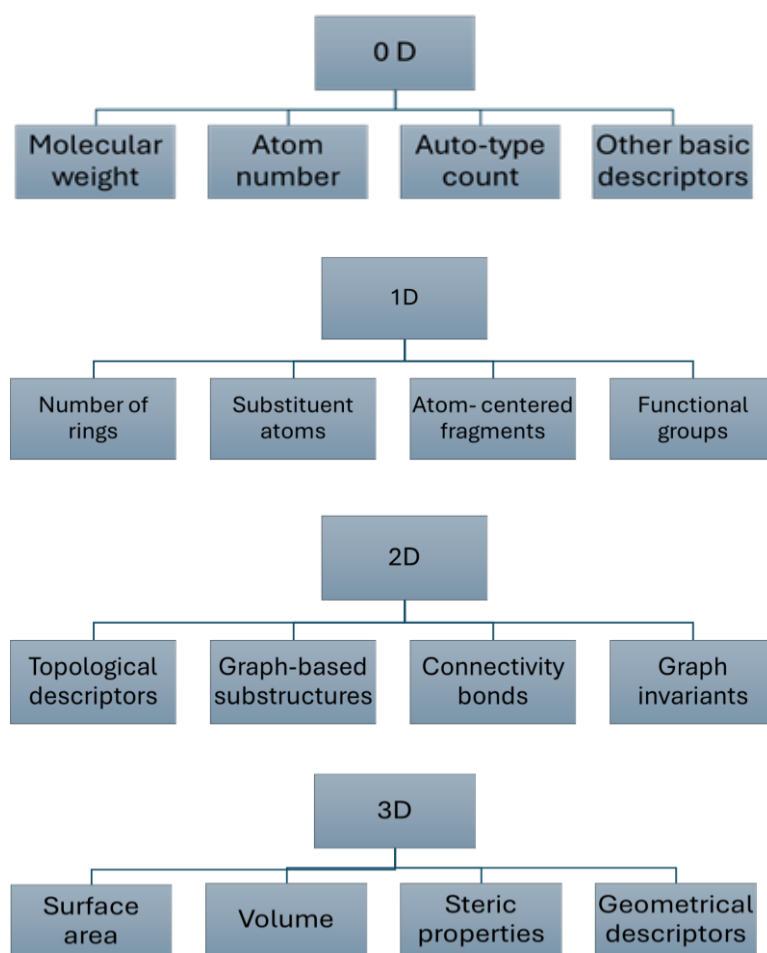 0 D
Molecular
weight
Atom
number
Auto-type
count
Other basic
descriptors
1D
Number of
rings
Substituent
atoms
Atom- centered
fragments
Functional
groups
2D
Topological
descriptors
Graph-based
substructures
Connectivity
bonds
Graph
invariants
3D
Surface
area
Volume
Steric
properties
Geometrical
descriptors